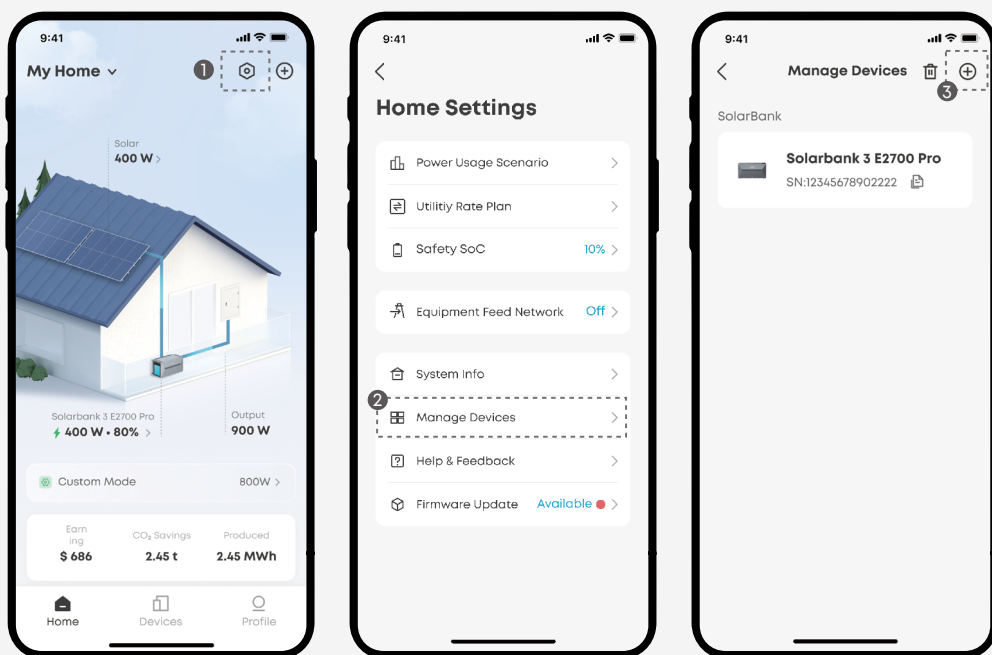 9:41
My Home
1
Solar
400 W >
Solarbank 3 E2700 Pro
400 W • 80% >
Output
900 W
Custom Mode
800W >
Earn
ing
$ 686
CO₂ Savings
2.45 t
Produced
2.45 MWh
Home
Devices
Profile
9:41
Home Settings
Power Usage Scenario
Utilitiy Rate Plan
Safety SoC 10%
Equipment Feed Network Off
System Info
2
Manage Devices
Help & Feedback
Firmware Update Available
9:41
Manage Devices
3
SolarBank
Solarbank 3 E2700 Pro
SN:12345678902222